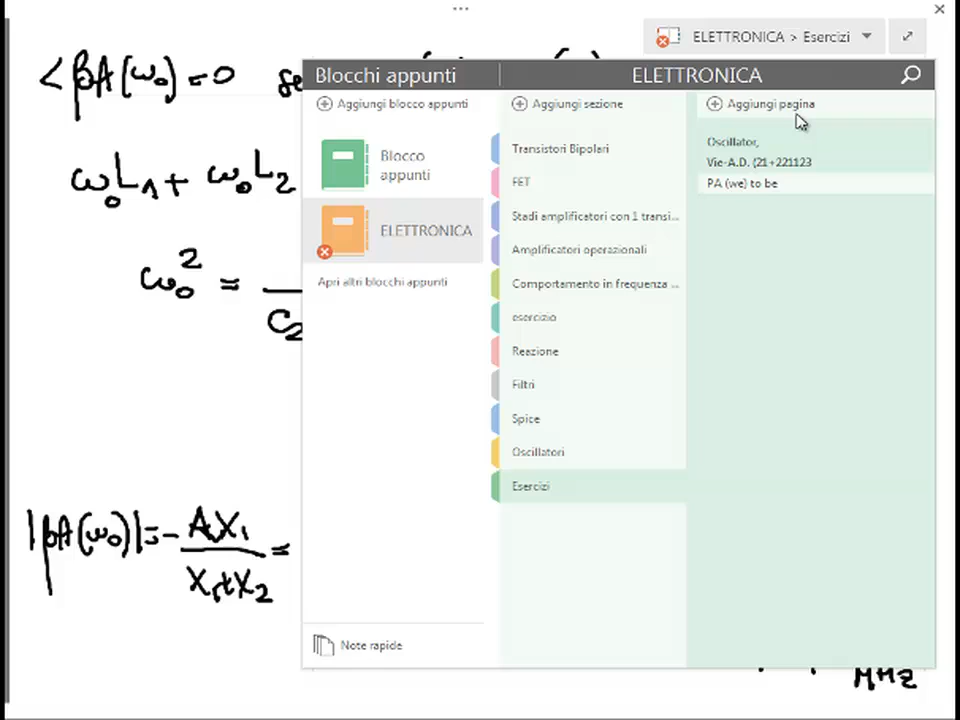 ELETTRONICA > Esercizi
<βA(ω₀)=0
Blocchi appunti
ELETTRONICA
Aggiungi blocco appunti
Aggiungi sezione
Aggiungi pagina
Blocco
appunti
ELETTRONICA
Apri altri blocchi appunti
Note rapide
Transistori Bipolari
FET
Stadi amplificatori con 1 transi...
Amplificatori operazionali
Comportamento in frequenza ...
esercizio
Reazione
Filtri
Spice
Oscillatori
Esercizi
Oscillator,
Vie-A.D. (21+221123
PA (we) to be
ω₀L₁+ ω₀L₂
ω₀² =
C₂
|βA(ω₀)|=-
=
X₁+X₂
MHz